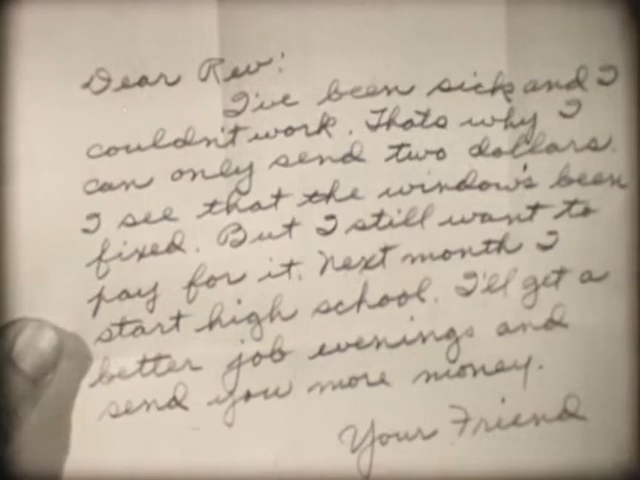 Dear Rev:
I've been sick and I
couldn't work. Thats why I
can only send two dollars.
I see that the window's been
fixed. But I still want to
pay for it. Next month I
start high school. I'll get a
better job evenings and
send you more money.
Your Friend